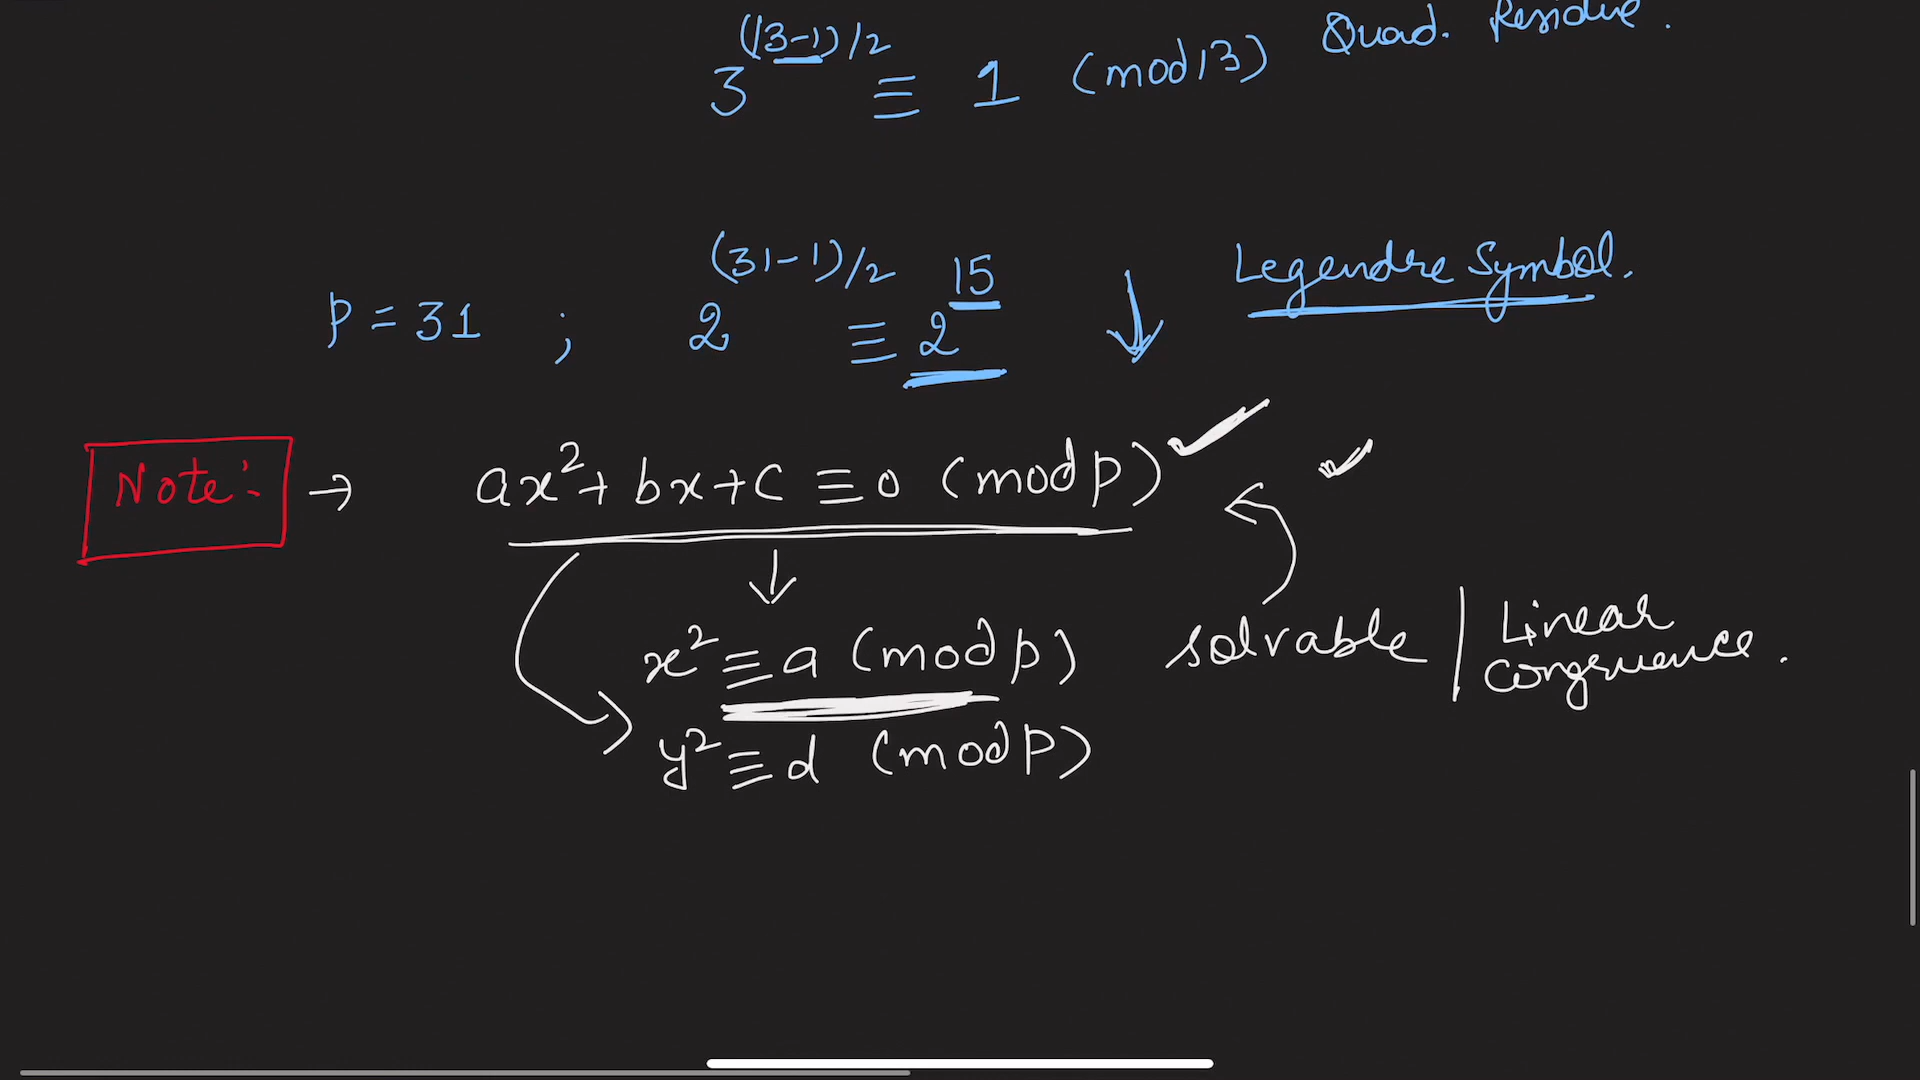 3^((13-1)/2) ≡ 1 (mod 13) Quad. Residue.
P = 31 ; 2^((31-1)/2) ≡ 2^15 ↓ Legendre Symbol.
Note:- → ax²+ bx+c ≡ 0 (mod p)
x² ≡ a (mod p) solvable | Linear congruence.
y² ≡ d (mod p)